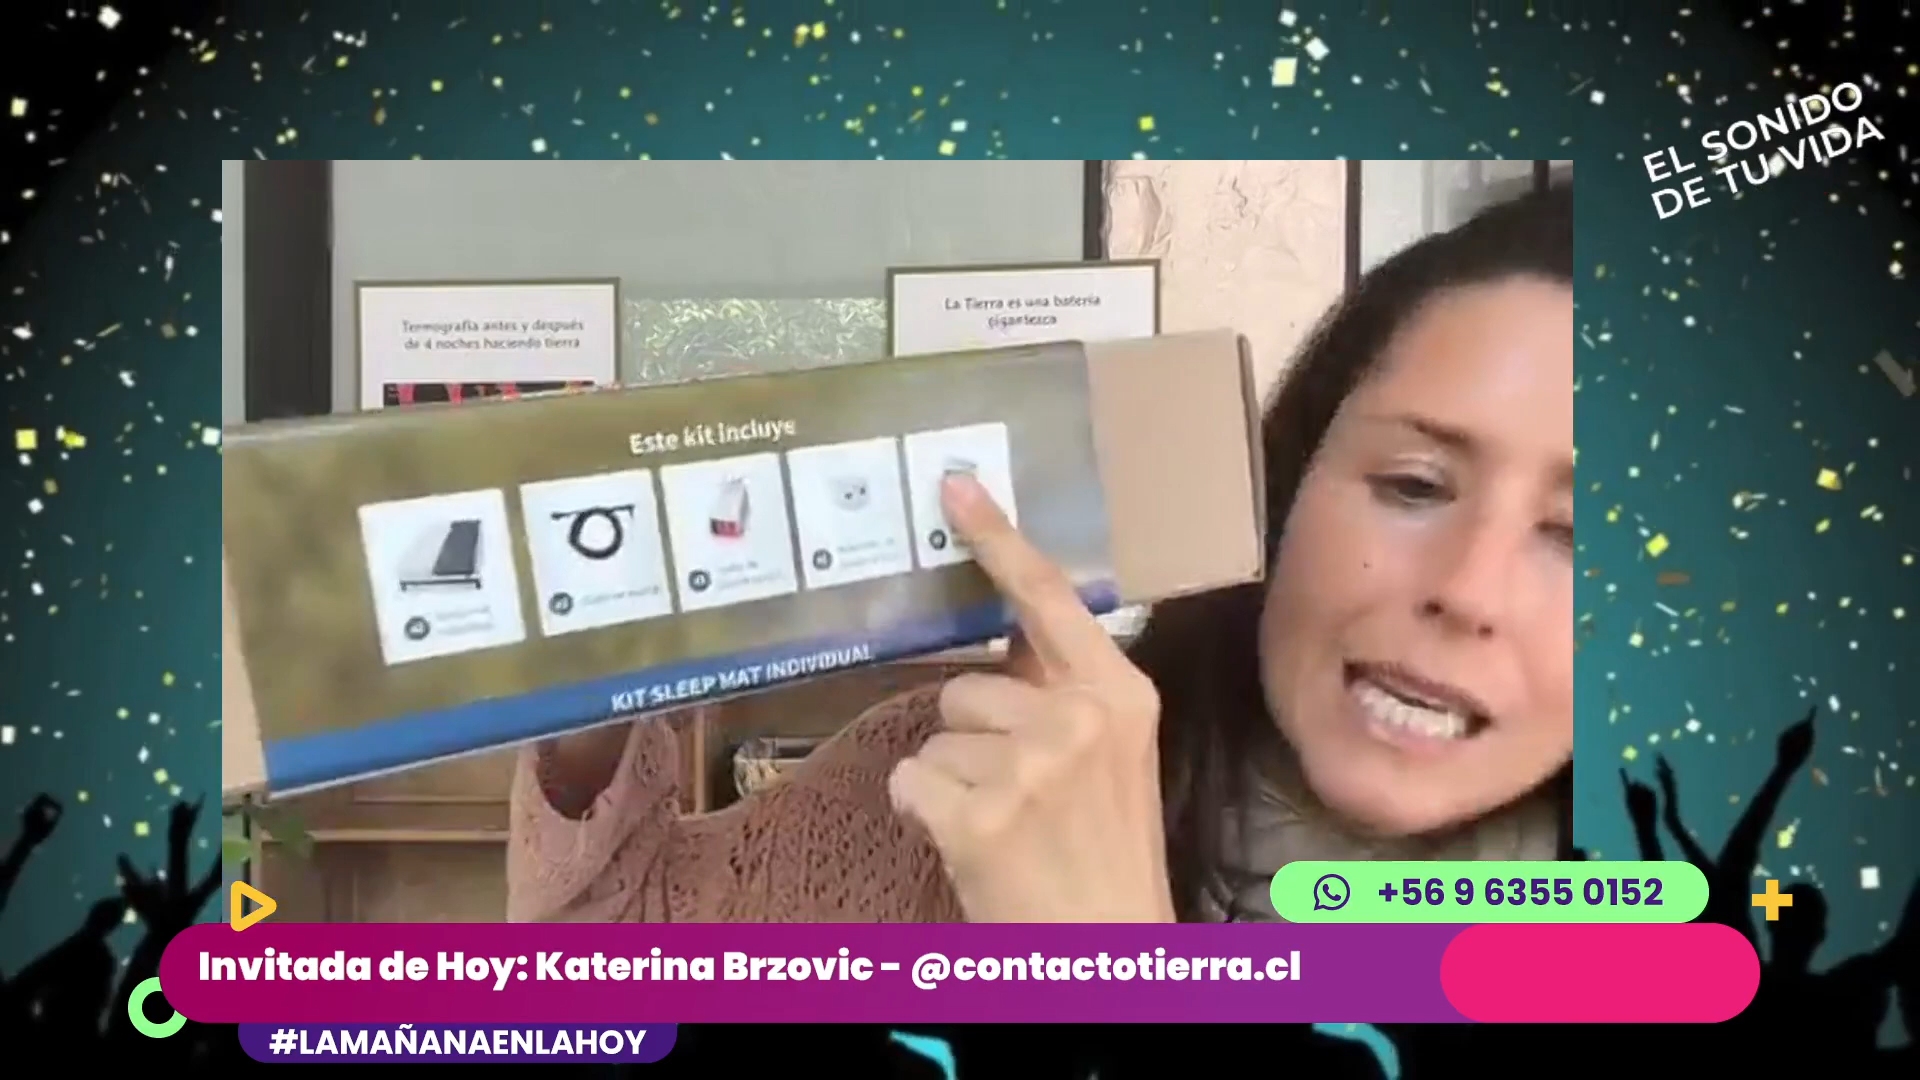 EL SONIDO
DE TU VIDA
Termografía antes y después
de 4 noches haciendo tierra
La Tierra es una batería
gigantesca
Este kit incluye
KIT SLEEP MAT INDIVIDUAL
+56 9 6355 0152
Invitada de Hoy: Katerina Brzovic - @contactotierra.cl
#LAMAÑANAENLAHOY